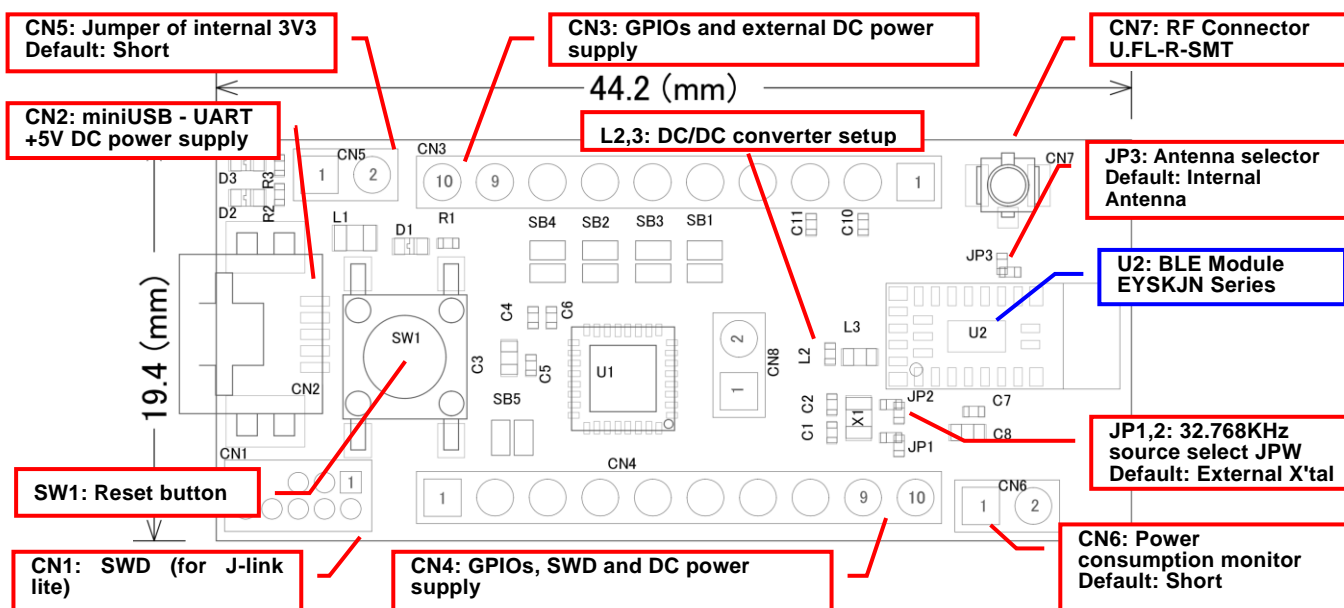 CN5: Jumper of internal 3V3
Default: Short
CN3: GPIOs and external DC power
supply
CN7: RF Connector
U.FL-R-SMT
44.2 (mm)
CN2: miniUSB - UART
+5V DC power supply
L2,3: DC/DC converter setup
JP3: Antenna selector
Default: Internal
Antenna
CN5
CN3
CN7
D3
R3
1
2
10
9
1
D2
R2
L1
D1
R1
SB4
SB2
SB3
SB1
C11
C10
JP3
U2: BLE Module
EYSKJN Series
19.4 (mm)
C4
C6
SW1
C3
C5
U1
2
1
CN8
L2
L3
U2
CN2
SB5
C2
C1
X1
JP2
JP1
C7
C8
JP1,2: 32.768KHz
source select JPW
Default: External X'tal
CN1
1
CN4
CN6
SW1: Reset button
1
9
10
1
2
CN1: SWD (for J-link
lite)
CN4: GPIOs, SWD and DC power
supply
CN6: Power
consumption monitor
Default: Short